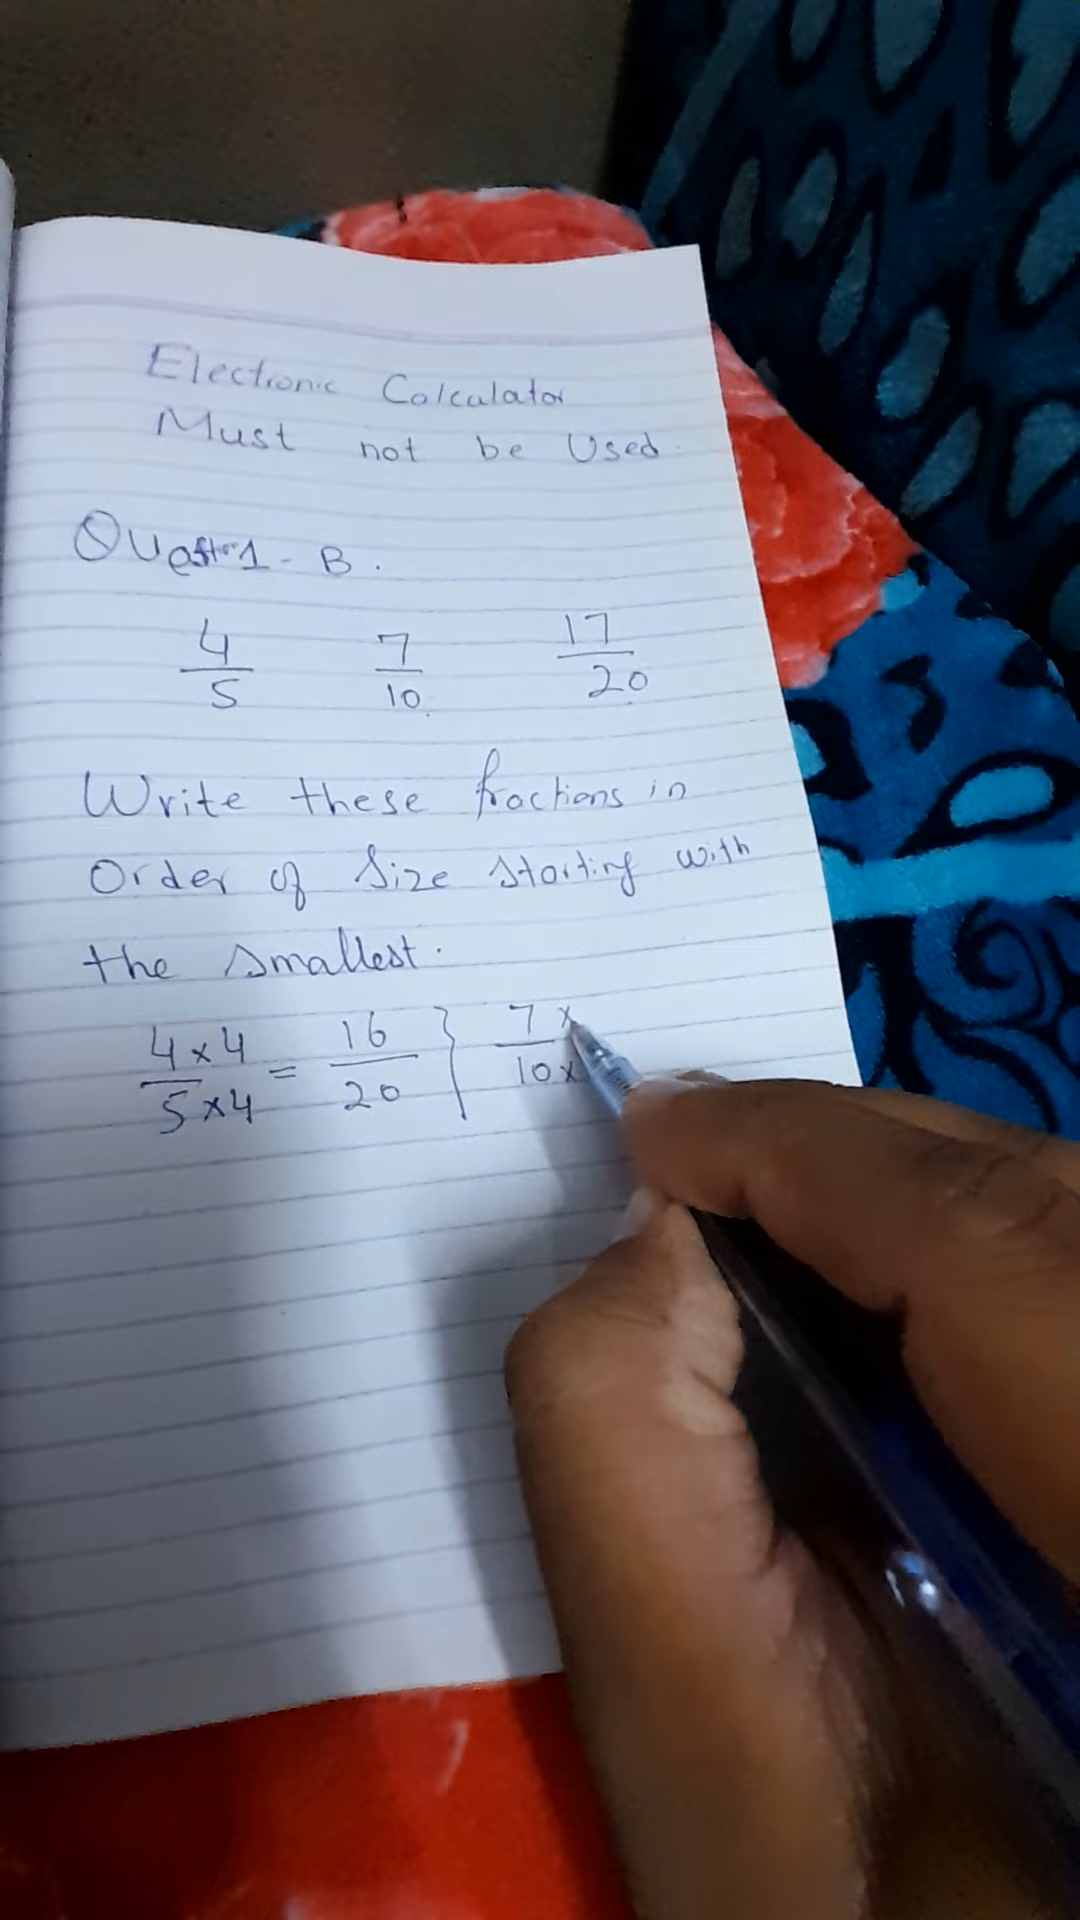 Electronic Calculator
Must not be Used.
Question 1 - B.
4/5 7/10 17/20
Write these fractions in
Order of Size Starting with
the smallest.
4×4/5×4 = 16/20 } 7×/10×